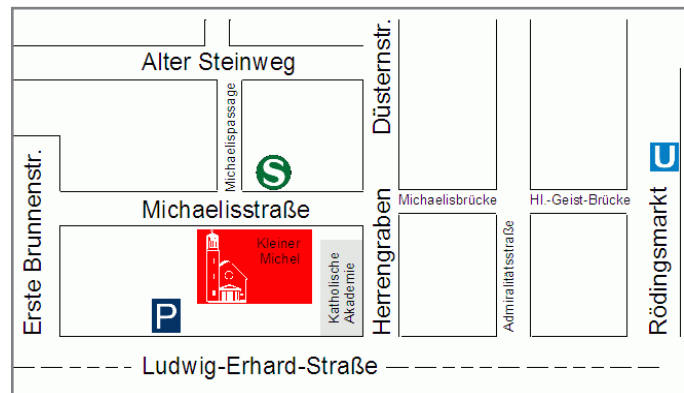 Alter Steinweg
Düsternstr.
Michaelispassage
S
U
Erste Brunnenstr.
Michaelisstraße
Herrengraben
Michaelisbrücke
Hl.-Geist-Brücke
Rödingsmarkt
Kleiner
Michel
Katholische
Akademie
Admiralitätsstraße
P
Ludwig-Erhard-Straße